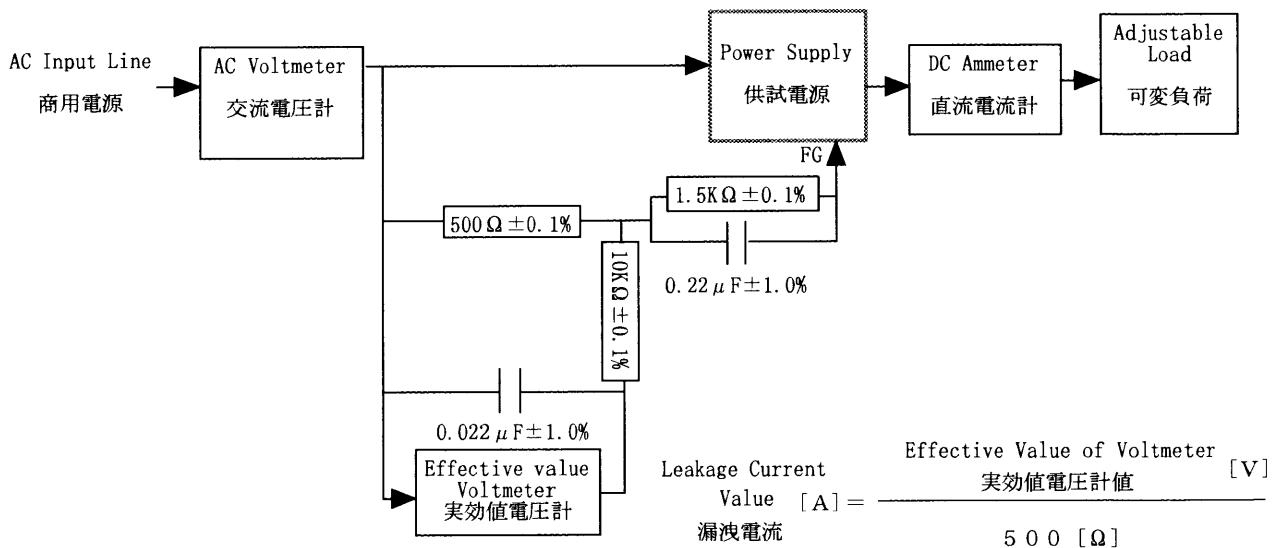 AC Input Line
商用電源
AC Voltmeter
交流電圧計
Power Supply
供試電源
FG
DC Ammeter
直流電流計
Adjustable
Load
可変負荷
500Ω±0.1%
1.5KΩ±0.1%
0.22μF±1.0%
10KΩ±0.1%
0.022μF±1.0%
Effective value
Voltmeter
実効値電圧計
Leakage Current
Value [A]=
漏洩電流
Effective Value of Voltmeter
実効値電圧計値 [V]
500 [Ω]